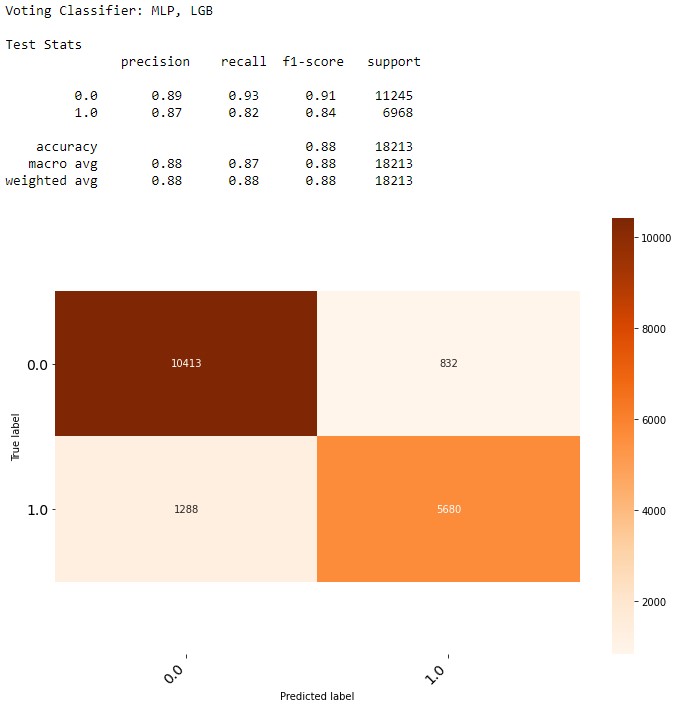 Voting Classifier: MLP, LGB
Test Stats
precision recall f1-score support
0.0 0.89 0.93 0.91 11245
1.0 0.87 0.82 0.84 6968
accuracy 0.88 18213
macro avg 0.88 0.87 0.88 18213
weighted avg 0.88 0.88 0.88 18213
10000
8000
6000
4000
2000
True label
0.0
10413 832
1.0
1288 5680
0.0 1.0
Predicted label